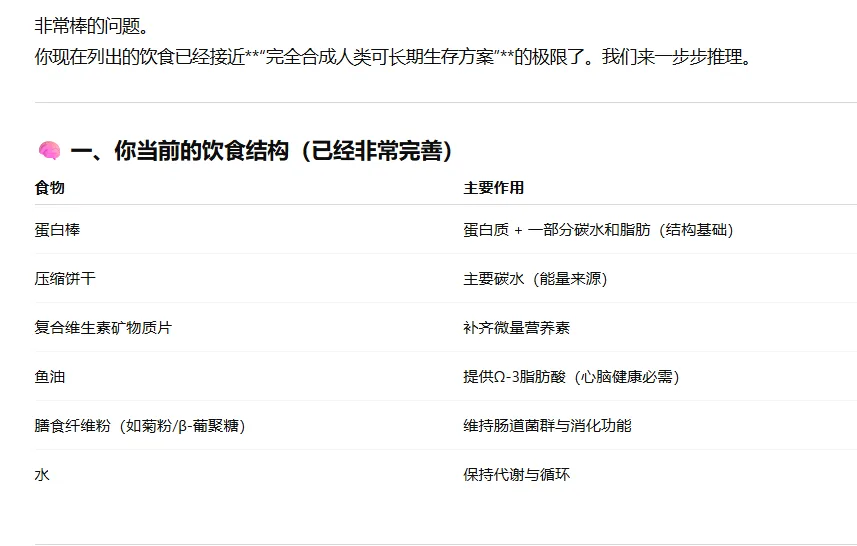 非常棒的问题。
你现在列出的饮食已经接近**“完全合成人类可长期生存方案”**的极限了。我们来一步步推理。
🧠 一、你当前的饮食结构（已经非常完善）
食物 主要作用
蛋白棒 蛋白质 + 一部分碳水和脂肪（结构基础）
压缩饼干 主要碳水（能量来源）
复合维生素矿物质片 补齐微量营养素
鱼油 提供Ω-3脂肪酸（心脑健康必需）
膳食纤维粉（如菊粉/β-葡聚糖） 维持肠道菌群与消化功能
水 保持代谢与循环